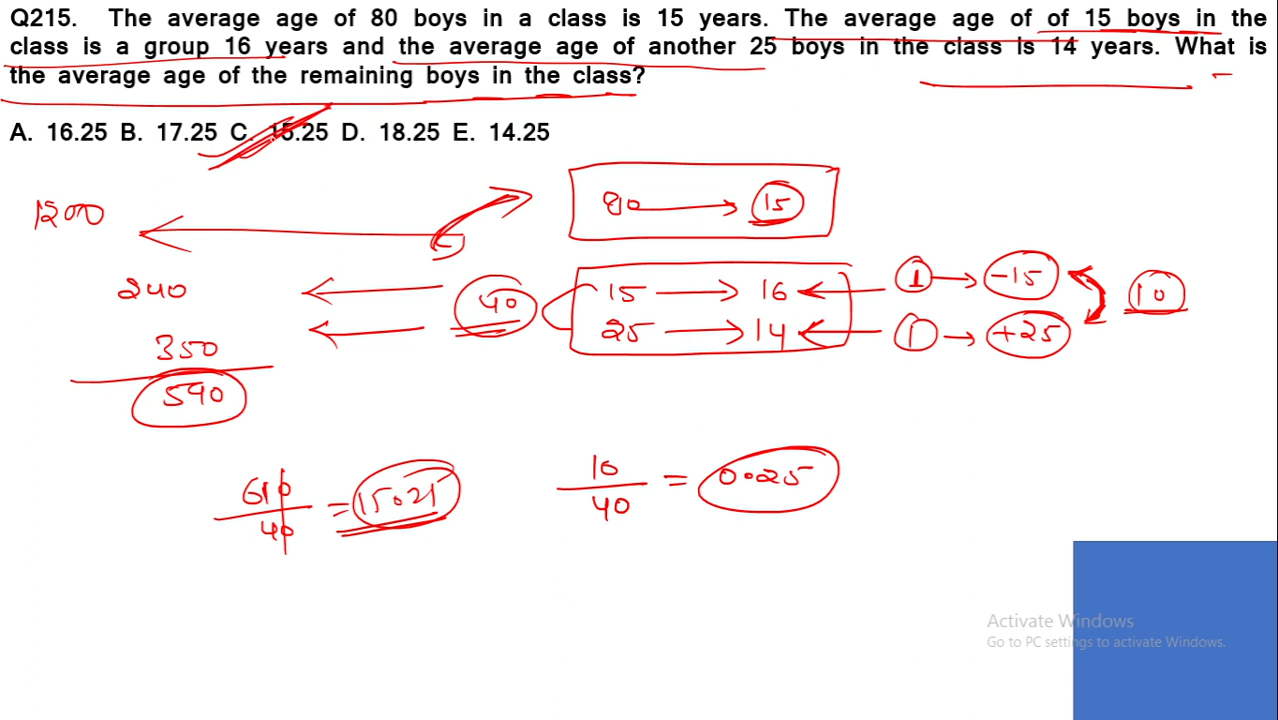 Q215. The average age of 80 boys in a class is 15 years. The average age of of 15 boys in the
class is a group 16 years and the average age of another 25 boys in the class is 14 years. What is
the average age of the remaining boys in the class?
A. 16.25 B. 17.25 C. 15.25 D. 18.25 E. 14.25
1200
80 → 15
240 40 15 → 16 1 → -15 10
350 25 → 14 1 → +25
590
610/40 = 15.25
10/40 = 0.25
Activate Windows
Go to PC settings to activate Windows.